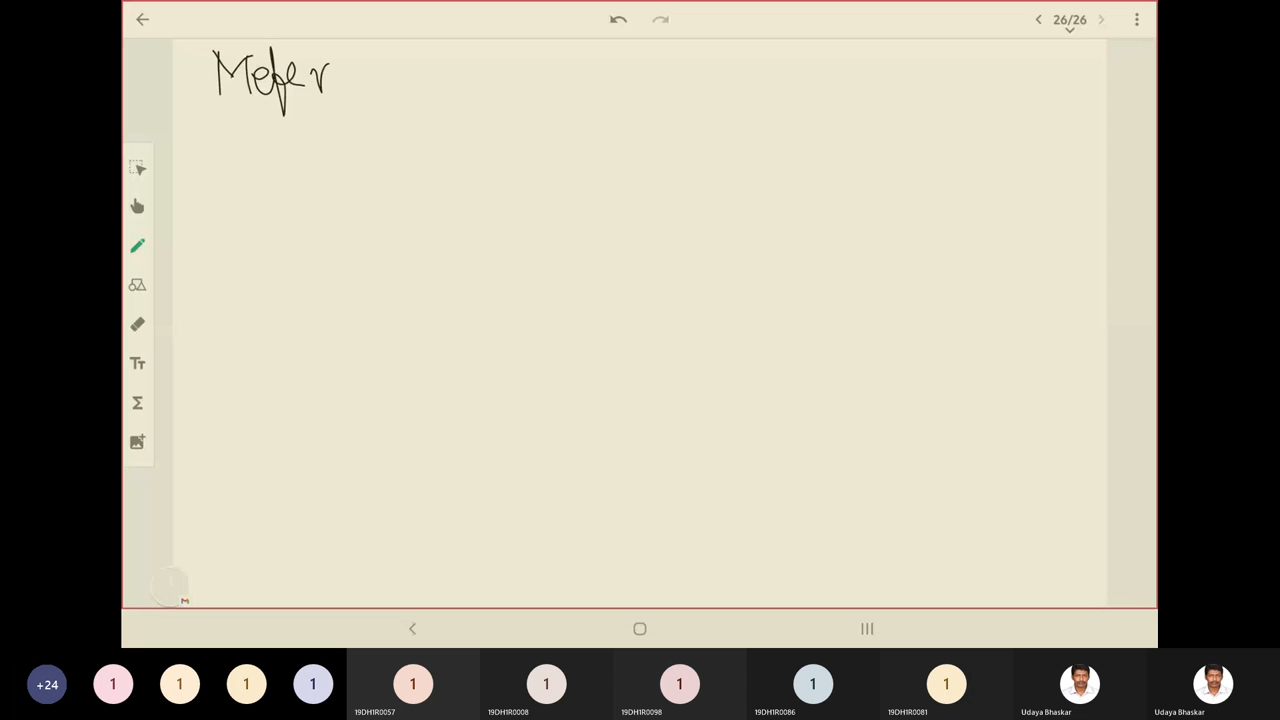 26/26
Mefer
Tт
Σ
+24
1
1
1
1
1
1
1
1
1
19DH1R0057
19DH1R0008
19DH1R0098
19DH1R0086
19DH1R0081
Udaya Bhaskar
Udaya Bhaskar